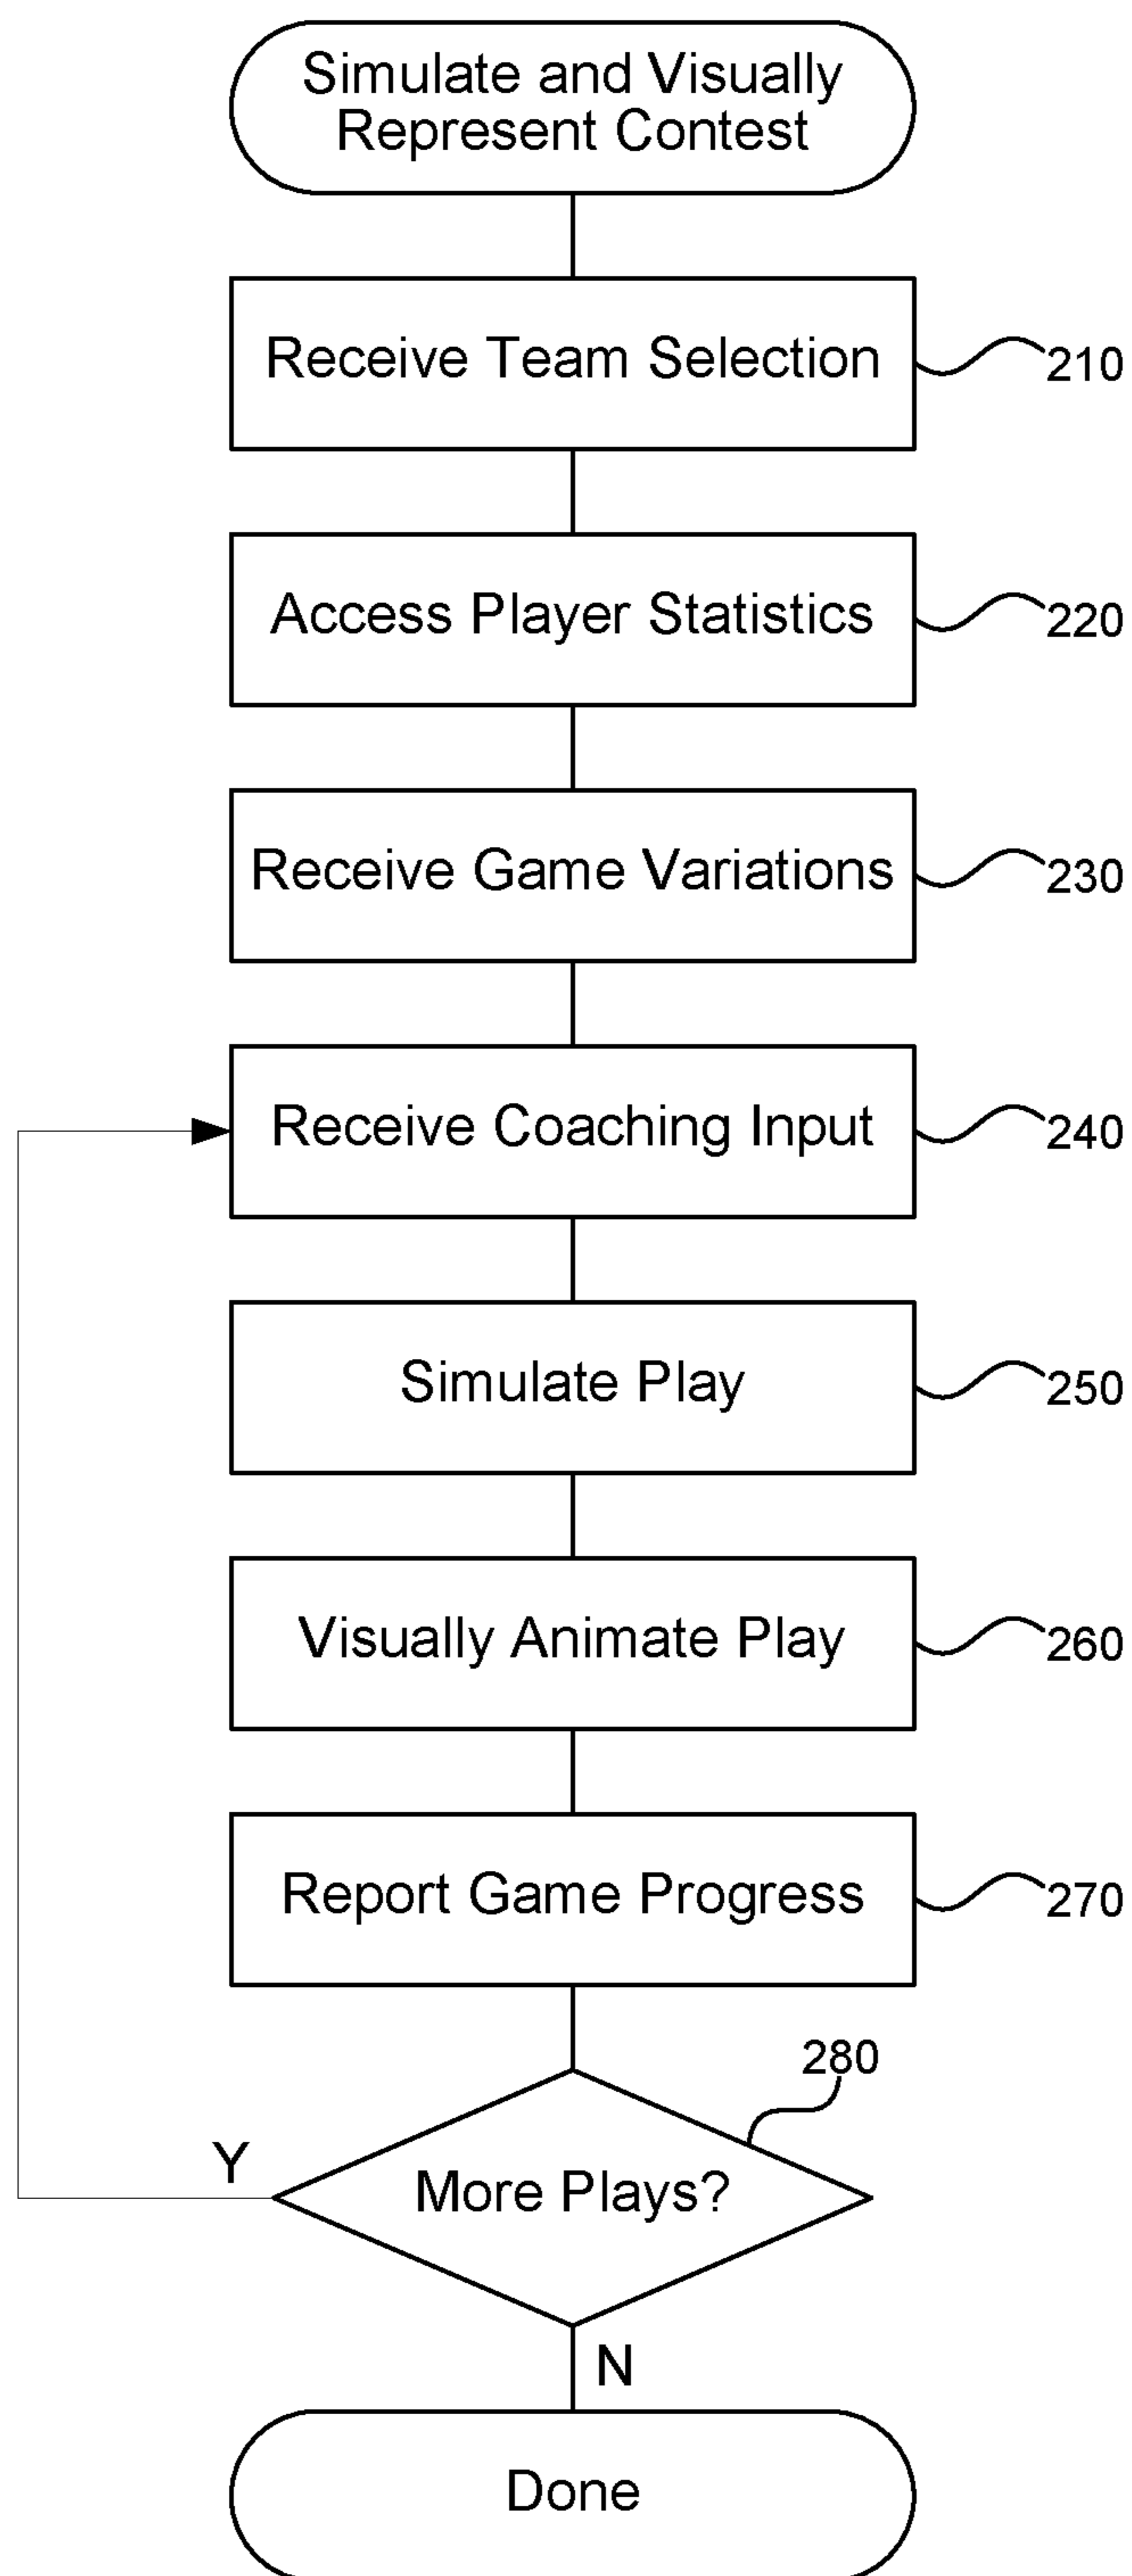 Simulate and Visually
Represent Contest
Receive Team Selection
210
Access Player Statistics
220
Receive Game Variations
230
Receive Coaching Input
240
Simulate Play
250
Visually Animate Play
260
Report Game Progress
270
280
Y
More Plays?
N
Done